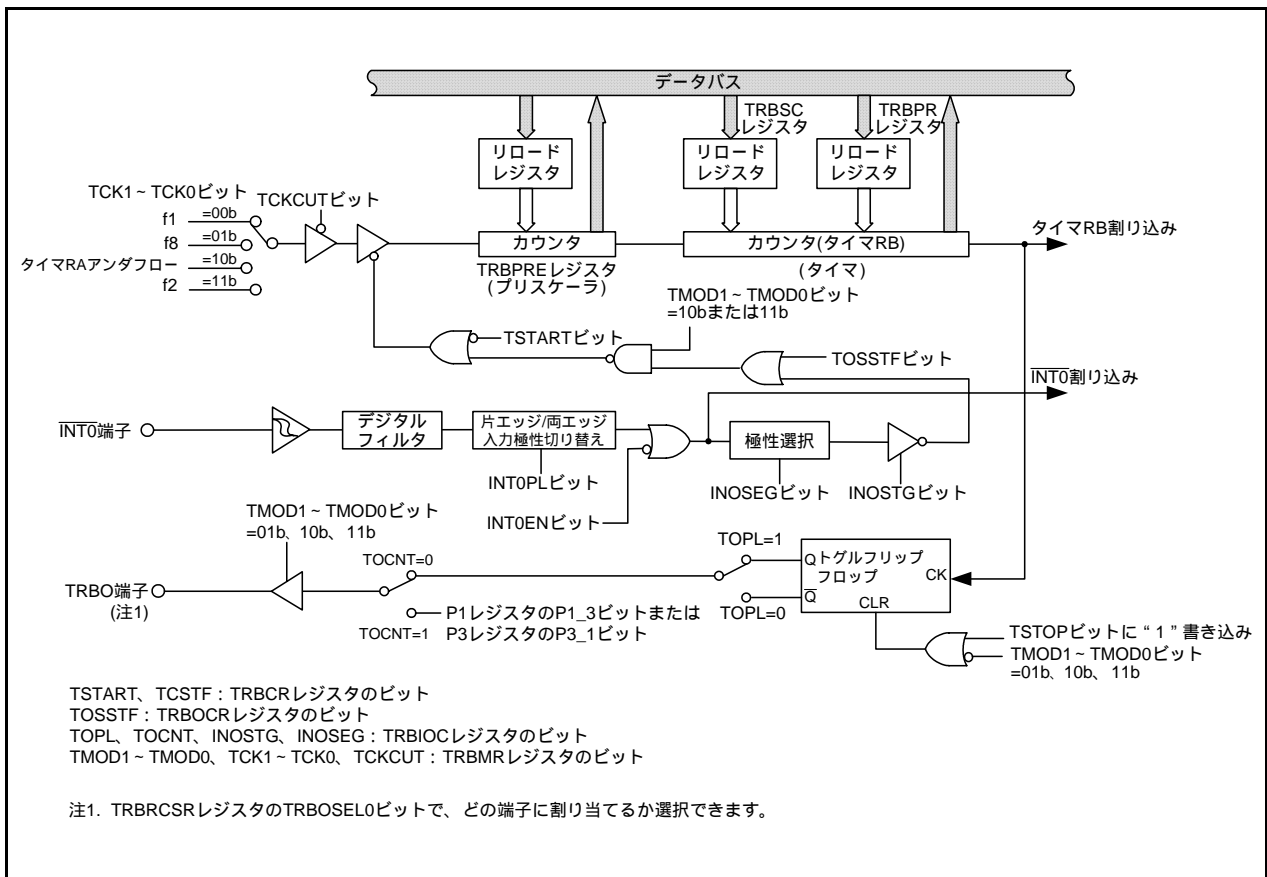 データバス
TRBSC
レジスタ
TRBPR
レジスタ
リロード
レジスタ
リロード
レジスタ
リロード
レジスタ
TCK1~TCK0ビット
TCKCUTビット
f1 =00b
f8 =01b
タイマRAアンダフロー =10b
f2 =11b
カウンタ
TRBPREレジスタ
(プリスケーラ)
カウンタ(タイマRB)
(タイマ)
タイマRB割り込み
TMOD1~TMOD0ビット
=10bまたは11b
TSTARTビット
TOSSTFビット
INT0割り込み
INT0端子
デジタル
フィルタ
片エッジ/両エッジ
入力極性切り替え
極性選択
INT0PLビット
INOSEGビット
INOSTGビット
INT0ENビット
TMOD1~TMOD0ビット
=01b、10b、11b
TOCNT=0
TOPL=1
Q トグルフリップ
フロップ
CK
Q
CLR
TOPL=0
TRBO端子
(注1)
P1レジスタのP1_3ビットまたは
TOCNT=1 P3レジスタのP3_1ビット
TSTOPビットに“1”書き込み
TMOD1~TMOD0ビット
=01b、10b、11b
TSTART、TCSTF:TRBCRレジスタのビット
TOSSTF:TRBOCRレジスタのビット
TOPL、TOCNT、INOSTG、INOSEG:TRBIOCレジスタのビット
TMOD1~TMOD0、TCK1~TCK0、TCKCUT:TRBMRレジスタのビット
注1. TRBRCSRレジスタのTRBOSEL0ビットで、どの端子に割り当てるか選択できます。